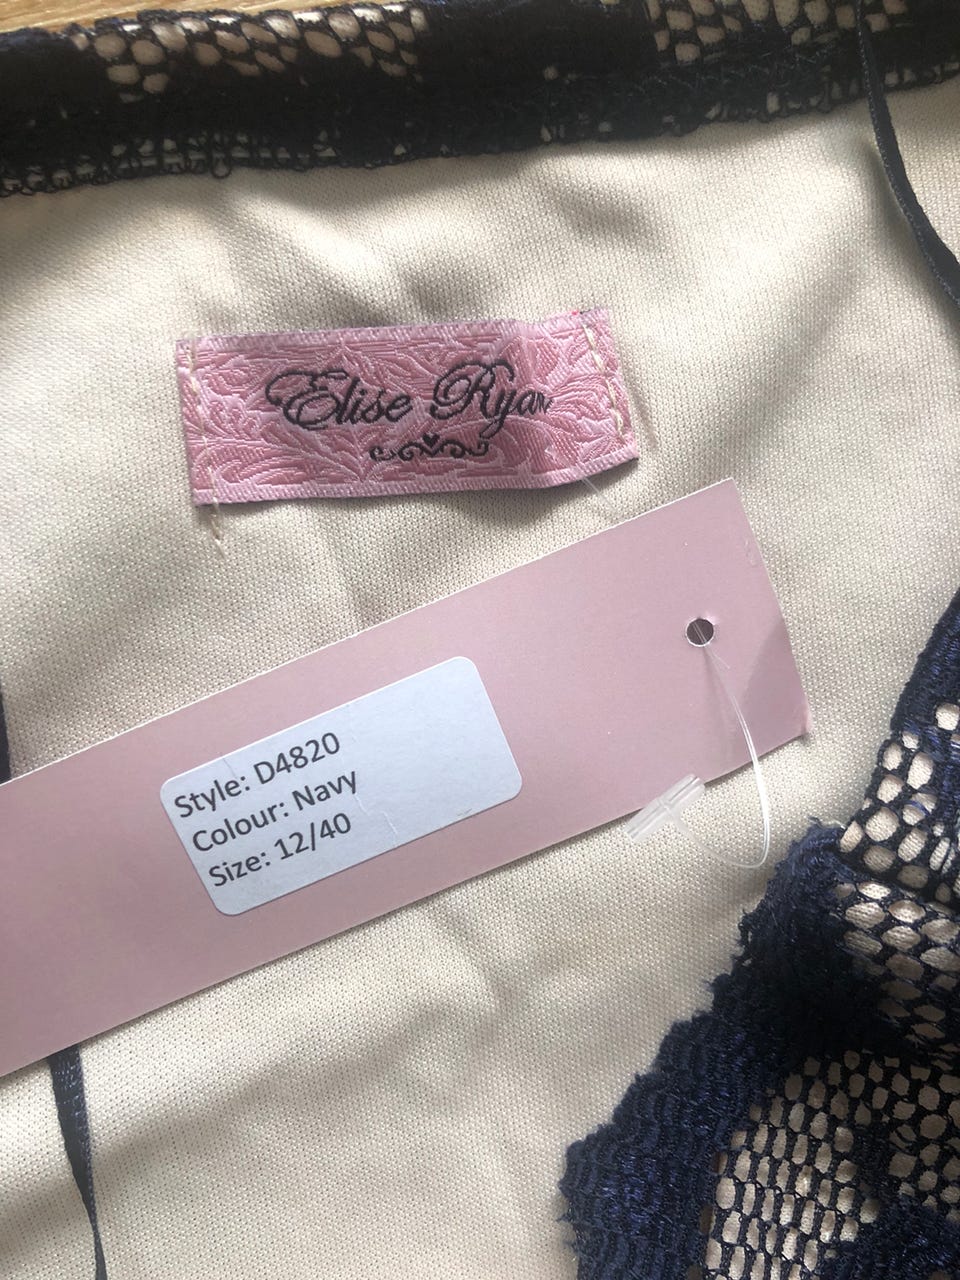 Elise Ryan
Style: D4820
Colour: Navy
Size: 12/40